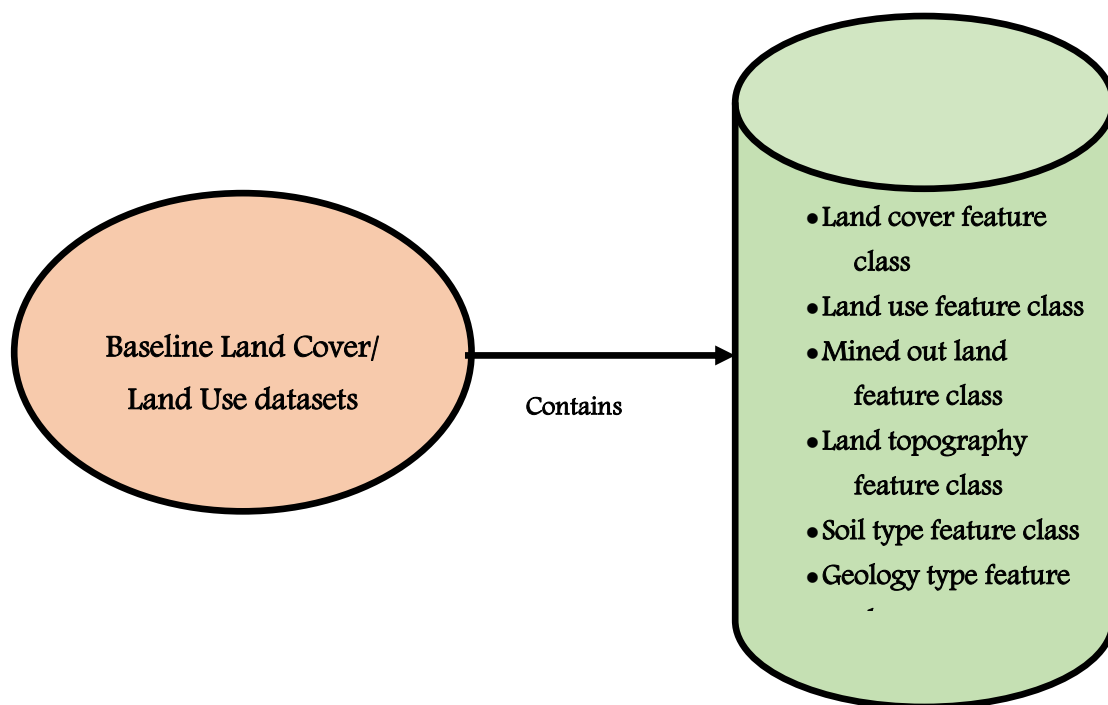 Baseline Land Cover/
Land Use datasets
Contains
•Land cover feature
class
•Land use feature class
•Mined out land
feature class
•Land topography
feature class
•Soil type feature class
•Geology type feature